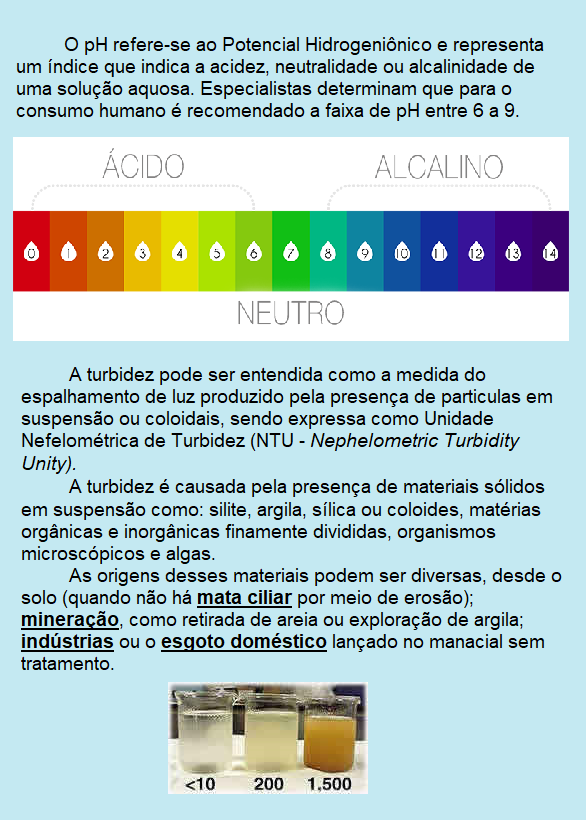 O pH refere-se ao Potencial Hidrogeniônico e representa
um índice que indica a acidez, neutralidade ou alcalinidade de
uma solução aquosa. Especialistas determinam que para o
consumo humano é recomendado a faixa de pH entre 6 a 9.
ÁCIDO ALCALINO
0 1 2 3 4 5 6 7 8 9 10 11 12 13 14
NEUTRO
A turbidez pode ser entendida como a medida do
espalhamento de luz produzido pela presença de particulas em
suspensão ou coloidais, sendo expressa como Unidade
Nefelométrica de Turbidez (NTU - Nephelometric Turbidity
Unity).
A turbidez é causada pela presença de materiais sólidos
em suspensão como: silite, argila, sílica ou coloides, matérias
orgânicas e inorgânicas finamente divididas, organismos
microscópicos e algas.
As origens desses materiais podem ser diversas, desde o
solo (quando não há mata ciliar por meio de erosão);
mineração, como retirada de areia ou exploração de argila;
indústrias ou o esgoto doméstico lançado no manacial sem
tratamento.
<10 200 1,500